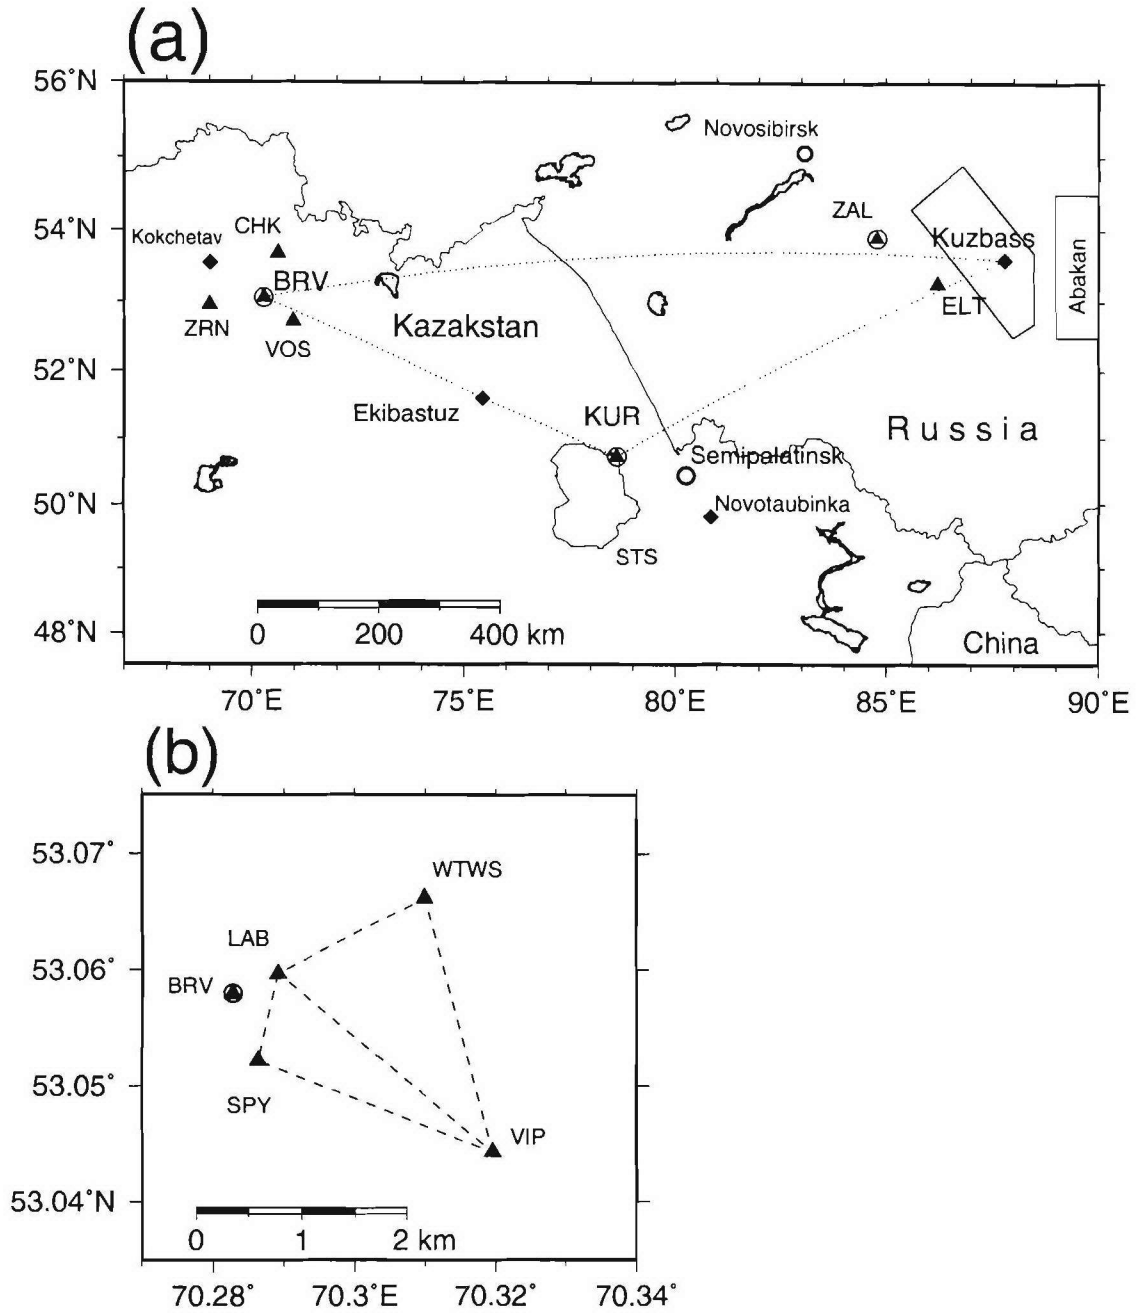 (a)
56°N
54°N
52°N
50°N
48°N
Novosibirsk
ZAL
Kuzbass
Abakan
CHK
Kokchetav
BRV
ZRN
VOS
Kazakstan
ELT
Ekibastuz
KUR
Russia
Semipalatinsk
Novotaubinka
STS
China
0 200 400 km
70°E 75°E 80°E 85°E 90°E
(b)
53.07°
53.06°
53.05°
53.04°N
WTWS
LAB
BRV
SPY
VIP
0 1 2 km
70.28° 70.3°E 70.32° 70.34°